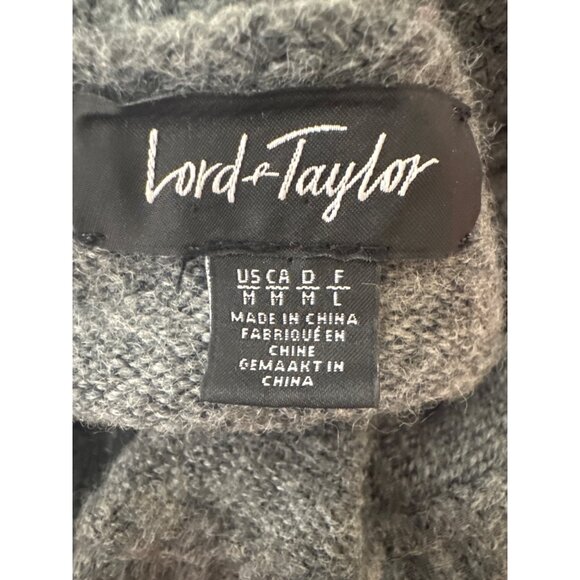 Lord & Taylor
US CA D F
M M M L
MADE IN CHINA
FABRIQUÉ EN
CHINE
GEMAAKT IN
CHINA